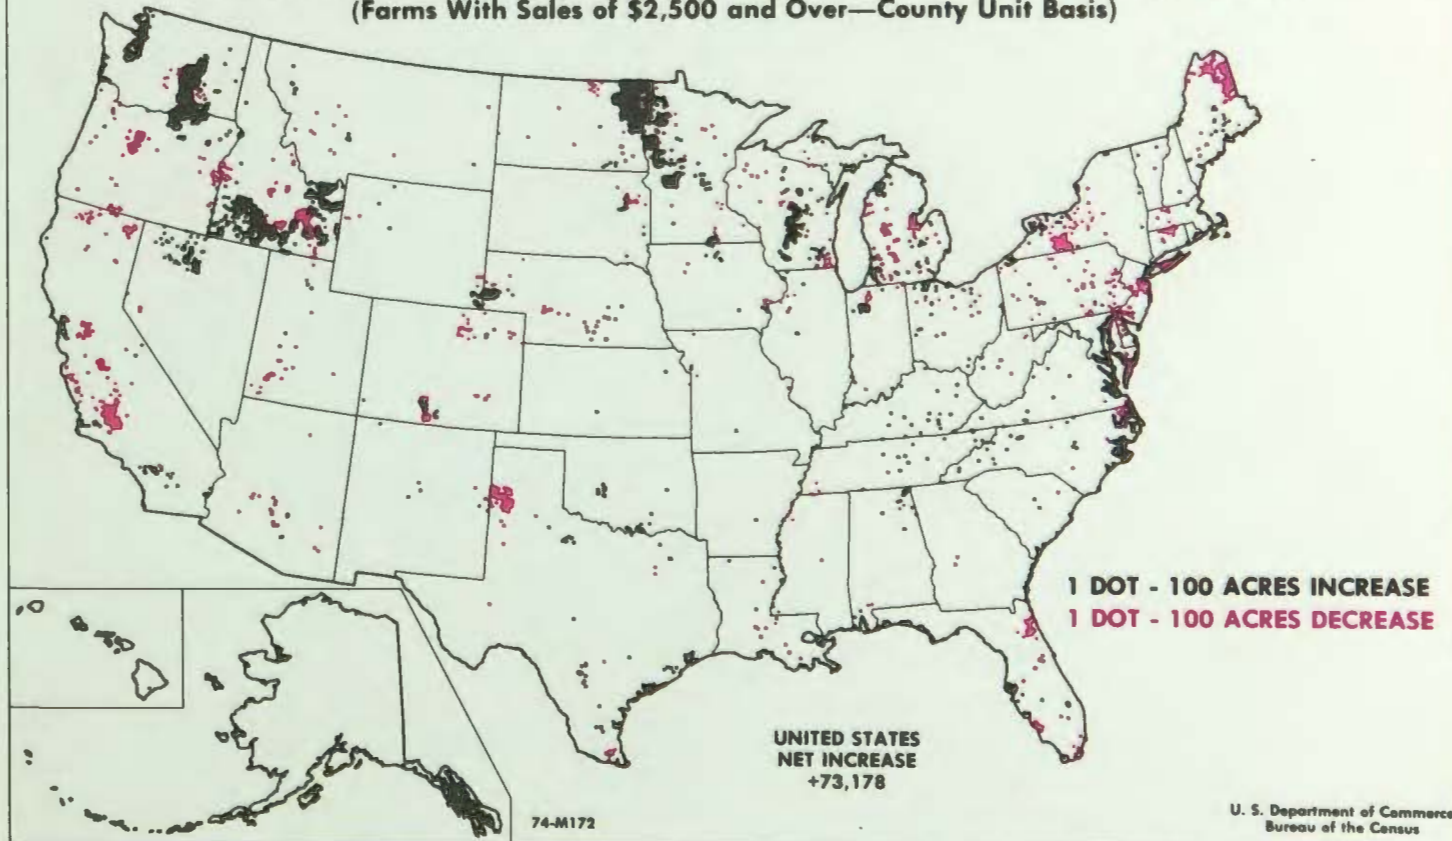 (Farms With Sales of $2,500 and Over—County Unit Basis)
1 DOT - 100 ACRES INCREASE
1 DOT - 100 ACRES DECREASE
UNITED STATES
NET INCREASE
+73,178
74-M172
U. S. Department of Commerce
Bureau of the Census